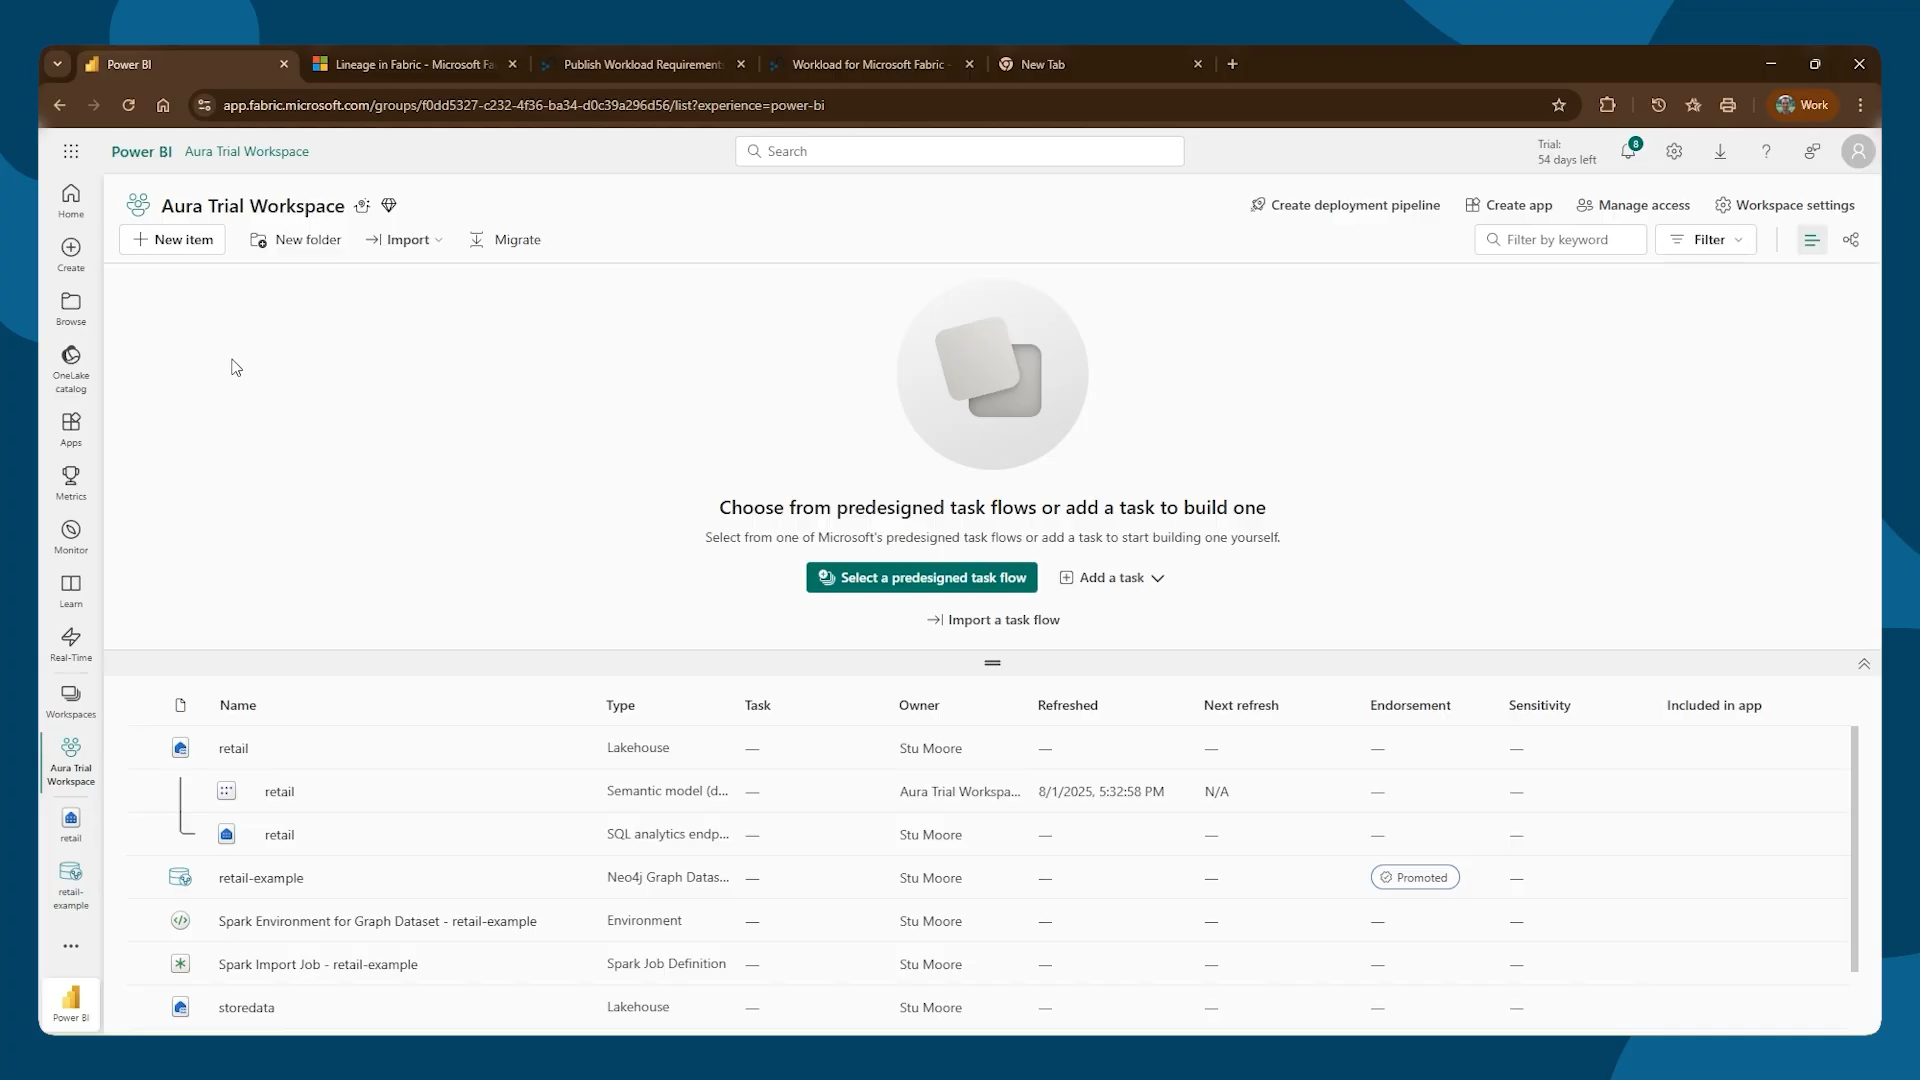 Power BI
Lineage in Fabric - Microsoft Fa
Publish Workload Requirement
Workload for Microsoft Fabric -
New Tab
app.fabric.microsoft.com/groups/f0dd5327-c232-4f36-ba34-d0c39a296d56/list?experience=power-bi
Work
Power BI Aura Trial Workspace
Search
Trial:
54 days left
8
Home
Create
Browse
OneLake
catalog
Apps
Metrics
Monitor
Learn
Real-Time
Workspaces
Aura Trial
Workspace
retail
retail-
example
Power BI
Aura Trial Workspace
Create deployment pipeline
Create app
Manage access
Workspace settings
New item
New folder
Import
Migrate
Filter by keyword
Filter
Choose from predesigned task flows or add a task to build one
Select from one of Microsoft's predesigned task flows or add a task to start building one yourself.
Select a predesigned task flow
Add a task
Import a task flow
Name Type Task Owner Refreshed Next refresh Endorsement Sensitivity Included in app
retail Lakehouse — Stu Moore — — — —
retail Semantic model (d... — Aura Trial Workspa... 8/1/2025, 5:32:58 PM N/A — —
retail SQL analytics endp... — Stu Moore — — — —
retail-example Neo4j Graph Datas... — Stu Moore — — Promoted —
Spark Environment for Graph Dataset - retail-example Environment — Stu Moore — — — —
Spark Import Job - retail-example Spark Job Definition — Stu Moore — — — —
storedata Lakehouse — Stu Moore — — — —